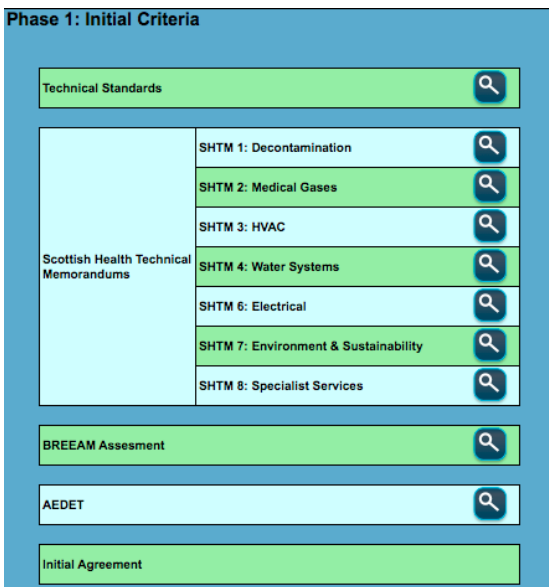 Phase 1: Initial Criteria
Technical Standards
SHTM 1: Decontamination
SHTM 2: Medical Gases
SHTM 3: HVAC
Scottish Health Technical
Memorandums
SHTM 4: Water Systems
SHTM 6: Electrical
SHTM 7: Environment & Sustainability
SHTM 8: Specialist Services
BREEAM Assesment
AEDET
Initial Agreement